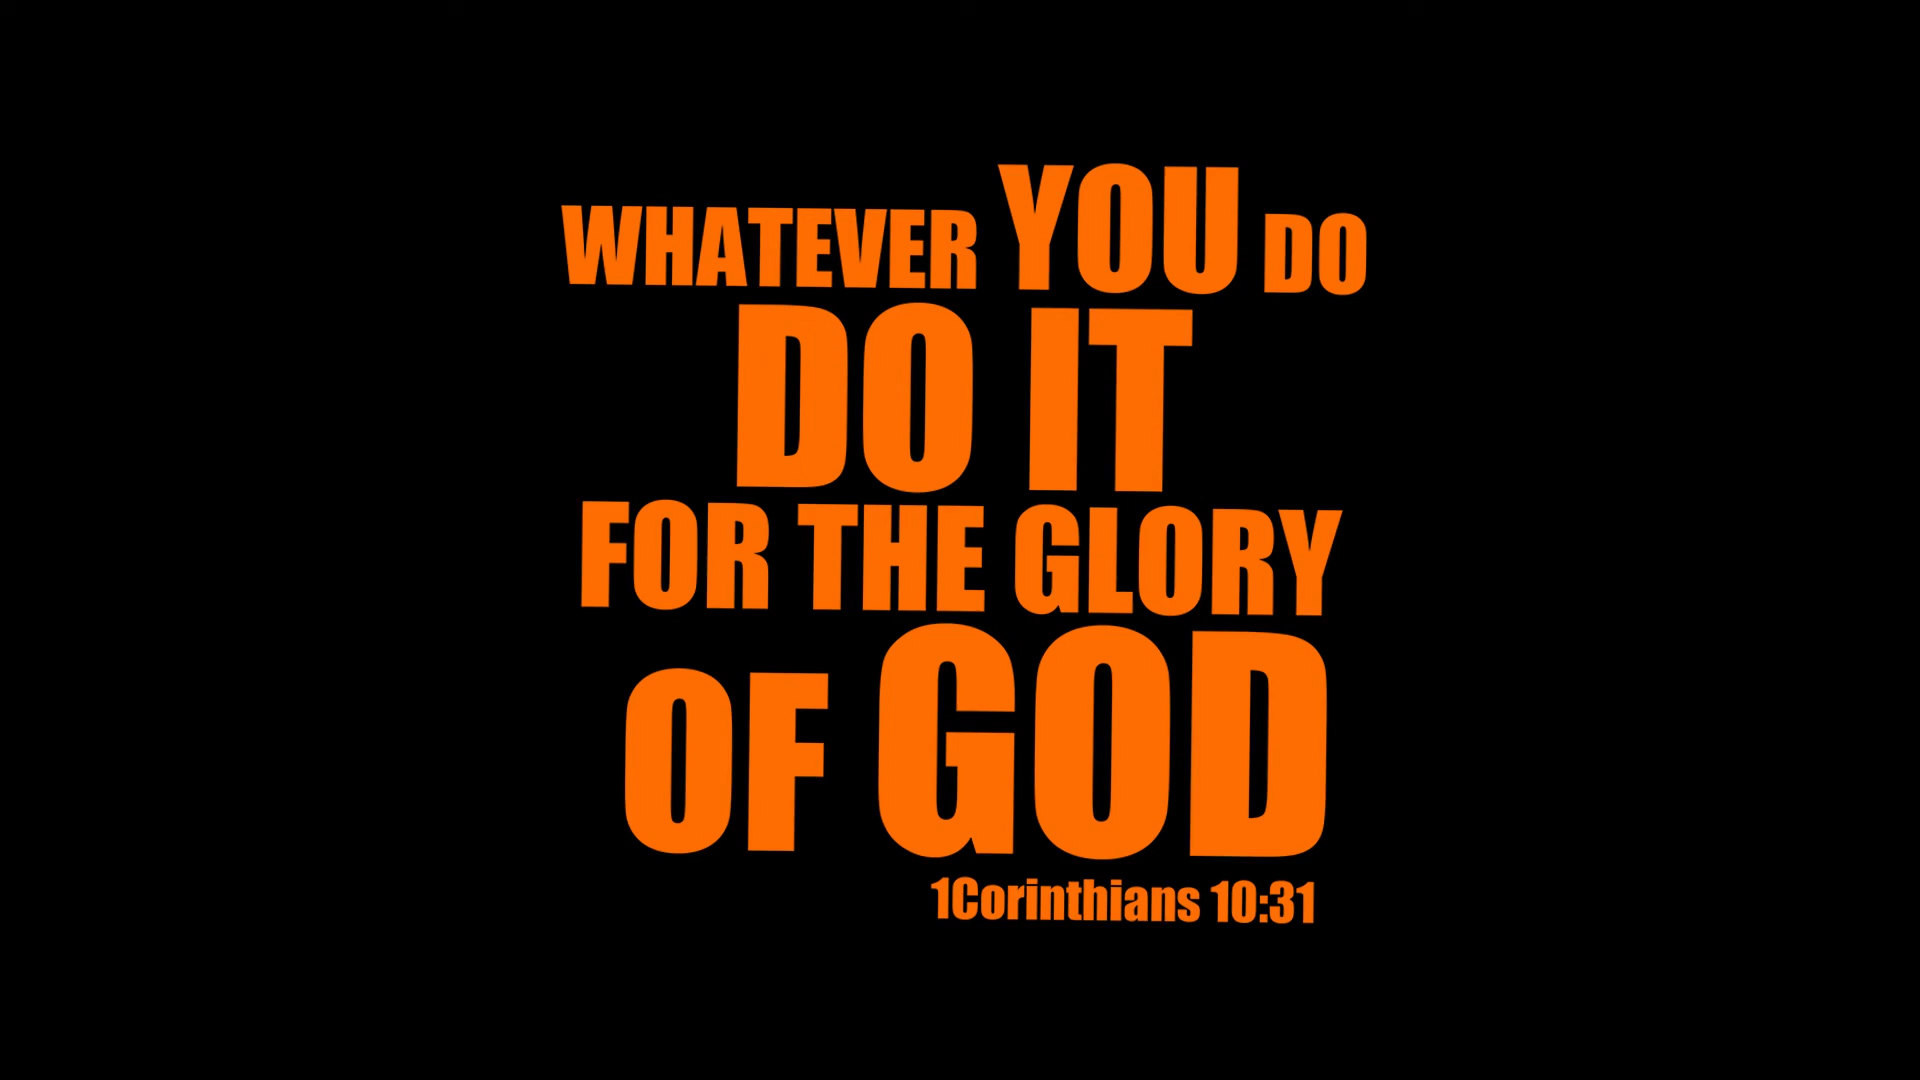 WHATEVER YOU DO
DO IT
FOR THE GLORY
OF GOD
1Corinthians 10:31